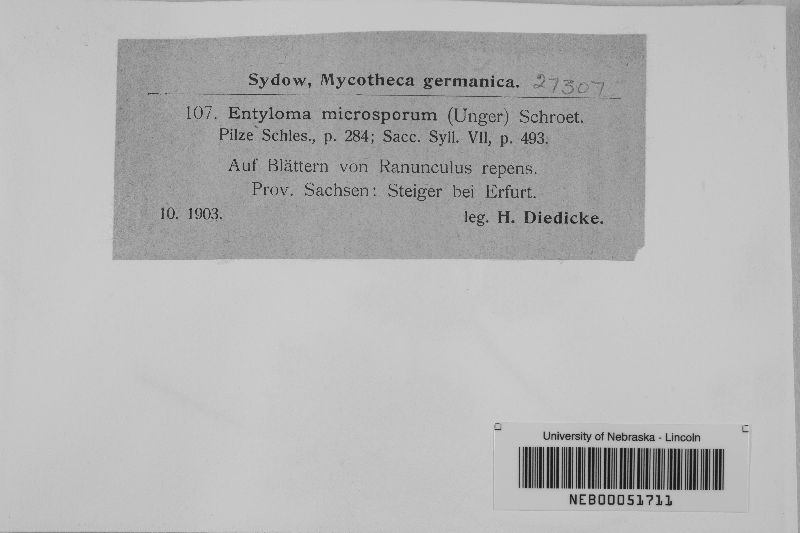 Sydow, Mycotheca germanica. 27307
107. Entyloma microsporum (Unger) Schroet.
Pilze Schles., p. 284; Sacc. Syll. VII, p. 493.
Auf Blättern von Ranunculus repens.
Prov. Sachsen: Steiger bei Erfurt.
10. 1903. leg. H. Diedicke.
University of Nebraska - Lincoln
NEB00051711